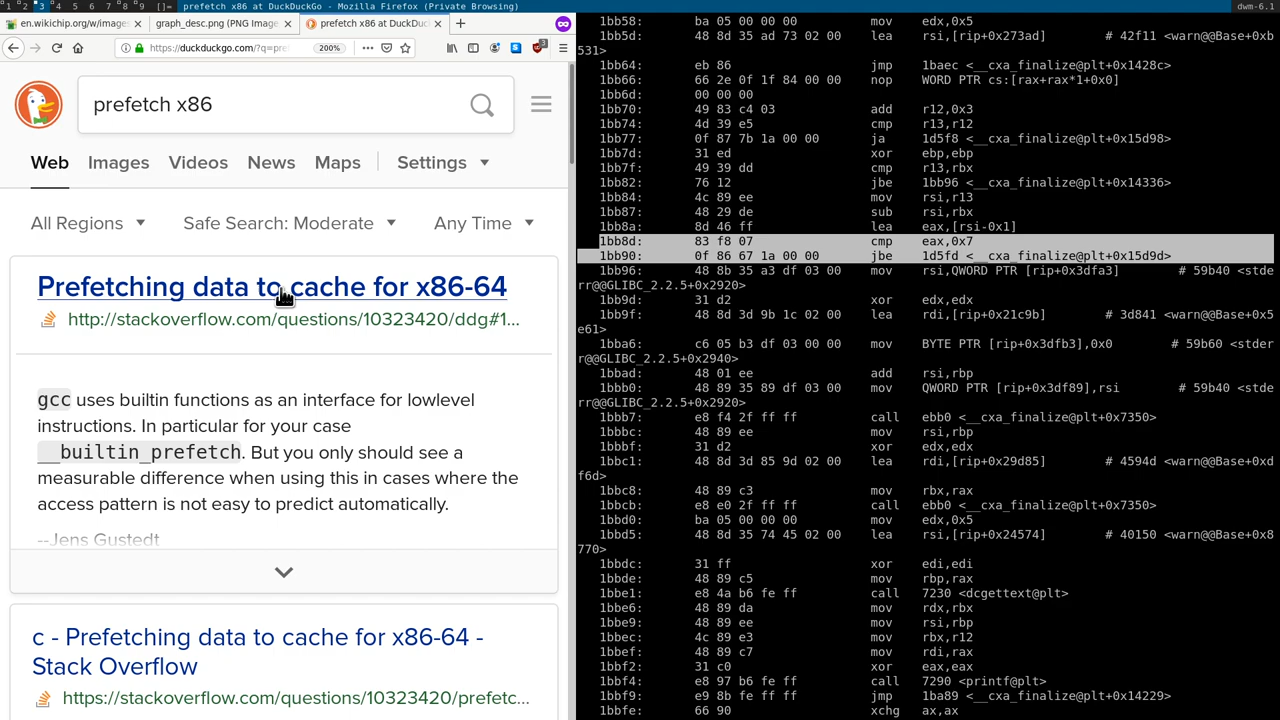 1 2 3 4 5 6 7 8 9 []= prefetch x86 at DuckDuckGo - Mozilla Firefox (Private Browsing) dwm-6.1
en.wikichip.org/w/images graph_desc.png (PNG Image prefetch x86 at DuckDuck
https://duckduckgo.com/?q=pre 200%
prefetch x86
Web Images Videos News Maps Settings
All Regions Safe Search: Moderate Any Time
Prefetching data to cache for x86-64
http://stackoverflow.com/questions/10323420/ddg#1...
gcc uses builtin functions as an interface for lowlevel
instructions. In particular for your case
__builtin_prefetch. But you only should see a
measurable difference when using this in cases where the
access pattern is not easy to predict automatically.
--Jens Gustedt
c - Prefetching data to cache for x86-64 -
Stack Overflow
https://stackoverflow.com/questions/10323420/prefetc...
1bb58: ba 05 00 00 00 mov edx,0x5
1bb5d: 48 8d 35 ad 73 02 00 lea rsi,[rip+0x273ad] # 42f11 <warn@@Base+0xb
531>
1bb64: eb 86 jmp 1baec <__cxa_finalize@plt+0x1428c>
1bb66: 66 2e 0f 1f 84 00 00 nop WORD PTR cs:[rax+rax*1+0x0]
1bb6d: 00 00 00
1bb70: 49 83 c4 03 add r12,0x3
1bb74: 4d 39 e5 cmp r13,r12
1bb77: 0f 87 7b 1a 00 00 ja 1d5f8 <__cxa_finalize@plt+0x15d98>
1bb7d: 31 ed xor ebp,ebp
1bb7f: 49 39 dd cmp r13,rbx
1bb82: 76 12 jbe 1bb96 <__cxa_finalize@plt+0x14336>
1bb84: 4c 89 ee mov rsi,r13
1bb87: 48 29 de sub rsi,rbx
1bb8a: 8d 46 ff lea eax,[rsi-0x1]
1bb8d: 83 f8 07 cmp eax,0x7
1bb90: 0f 86 67 1a 00 00 jbe 1d5fd <__cxa_finalize@plt+0x15d9d>
1bb96: 48 8b 35 a3 df 03 00 mov rsi,QWORD PTR [rip+0x3dfa3] # 59b40 <stde
rr@@GLIBC_2.2.5+0x2920>
1bb9d: 31 d2 xor edx,edx
1bb9f: 48 8d 3d 9b 1c 02 00 lea rdi,[rip+0x21c9b] # 3d841 <warn@@Base+0x5
e61>
1bba6: c6 05 b3 df 03 00 00 mov BYTE PTR [rip+0x3dfb3],0x0 # 59b60 <stder
r@@GLIBC_2.2.5+0x2940>
1bbad: 48 01 ee add rsi,rbp
1bbb0: 48 89 35 89 df 03 00 mov QWORD PTR [rip+0x3df89],rsi # 59b40 <stde
rr@@GLIBC_2.2.5+0x2920>
1bbb7: e8 f4 2f ff ff call ebb0 <__cxa_finalize@plt+0x7350>
1bbbc: 48 89 ee mov rsi,rbp
1bbbf: 31 d2 xor edx,edx
1bbc1: 48 8d 3d 85 9d 02 00 lea rdi,[rip+0x29d85] # 4594d <warn@@Base+0xd
f6d>
1bbc8: 48 89 c3 mov rbx,rax
1bbcb: e8 e0 2f ff ff call ebb0 <__cxa_finalize@plt+0x7350>
1bbd0: ba 05 00 00 00 mov edx,0x5
1bbd5: 48 8d 35 74 45 02 00 lea rsi,[rip+0x24574] # 40150 <warn@@Base+0x8
770>
1bbdc: 31 ff xor edi,edi
1bbde: 48 89 c5 mov rbp,rax
1bbe1: e8 4a b6 fe ff call 7230 <dcgettext@plt>
1bbe6: 48 89 da mov rdx,rbx
1bbe9: 48 89 ee mov rsi,rbp
1bbec: 4c 89 e3 mov rbx,r12
1bbef: 48 89 c7 mov rdi,rax
1bbf2: 31 c0 xor eax,eax
1bbf4: e8 97 b6 fe ff call 7290 <printf@plt>
1bbf9: e9 8b fe ff ff jmp 1ba89 <__cxa_finalize@plt+0x14229>
1bbfe: 66 90 xchg ax,ax